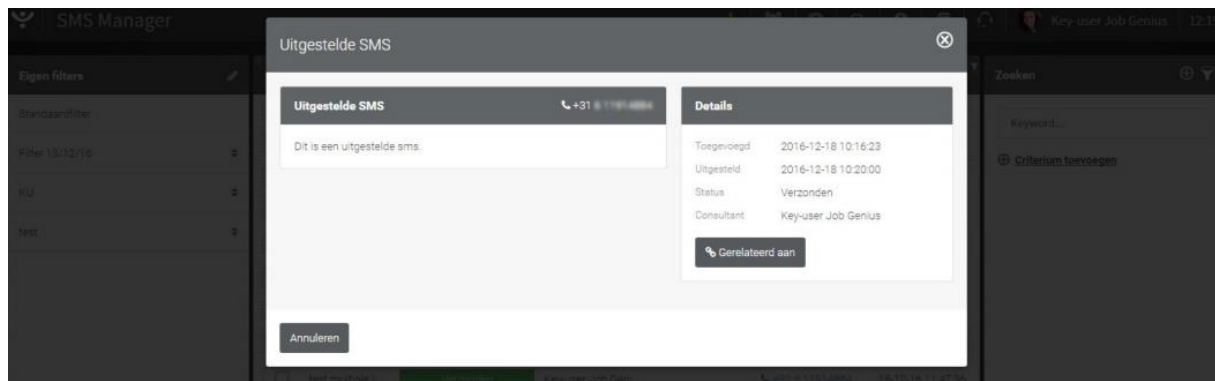 SMS Manager
Key-user Job Genius
Uitgestelde SMS
Eigen filters
Zoeken
Standaardfilter
Uitgestelde SMS
+31
Details
Keyword...
Filter 13/12/16
Dit is een uitgestelde sms.
Toegevoegd 2016-12-18 10:16:23
Criterium toevoegen
Uitgesteld 2016-12-18 10:20:00
KU
Status Verzonden
Consultant Key-user Job Genius
test
Gerelateerd aan
Annuleren